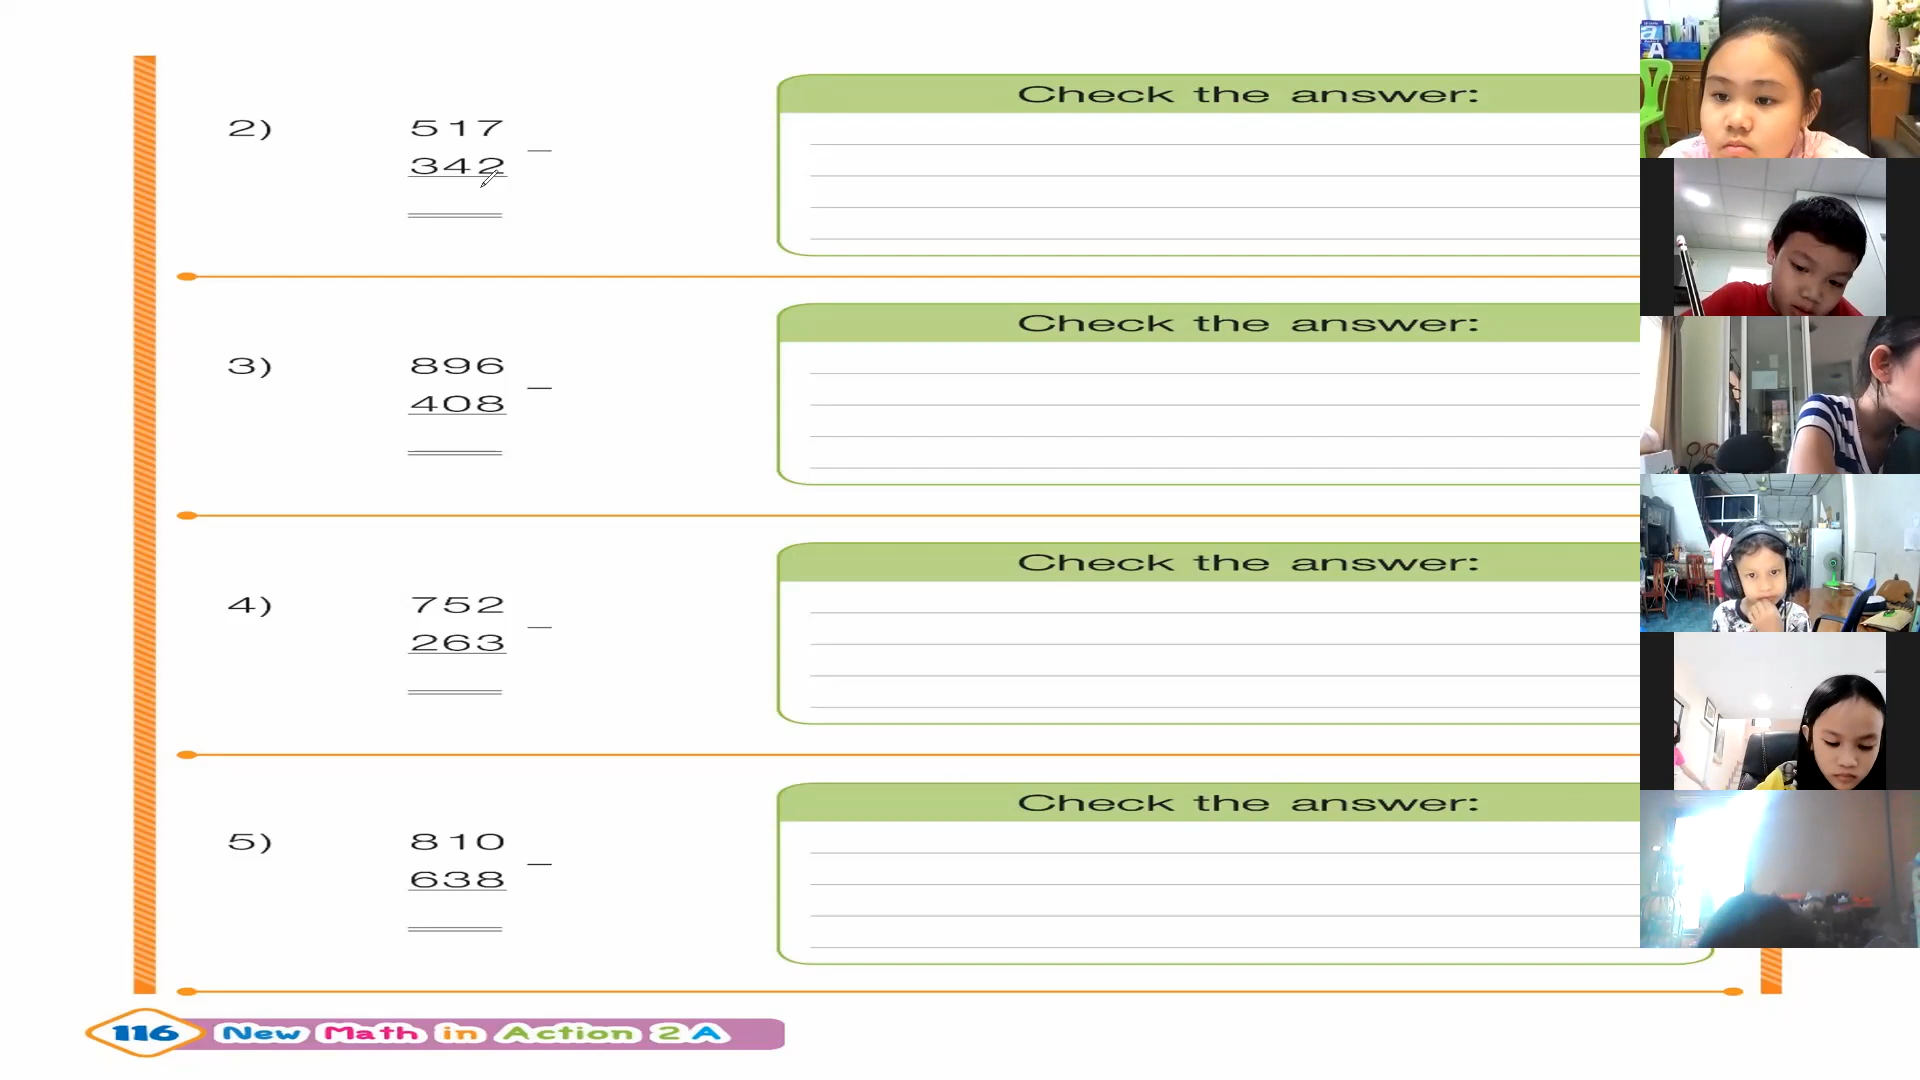 Check the answer:
2) 517
342 –
Check the answer:
3) 896
408 –
Check the answer:
4) 752
263 –
Check the answer:
5) 810
638 –
116 New Math in Action 2A
a
A